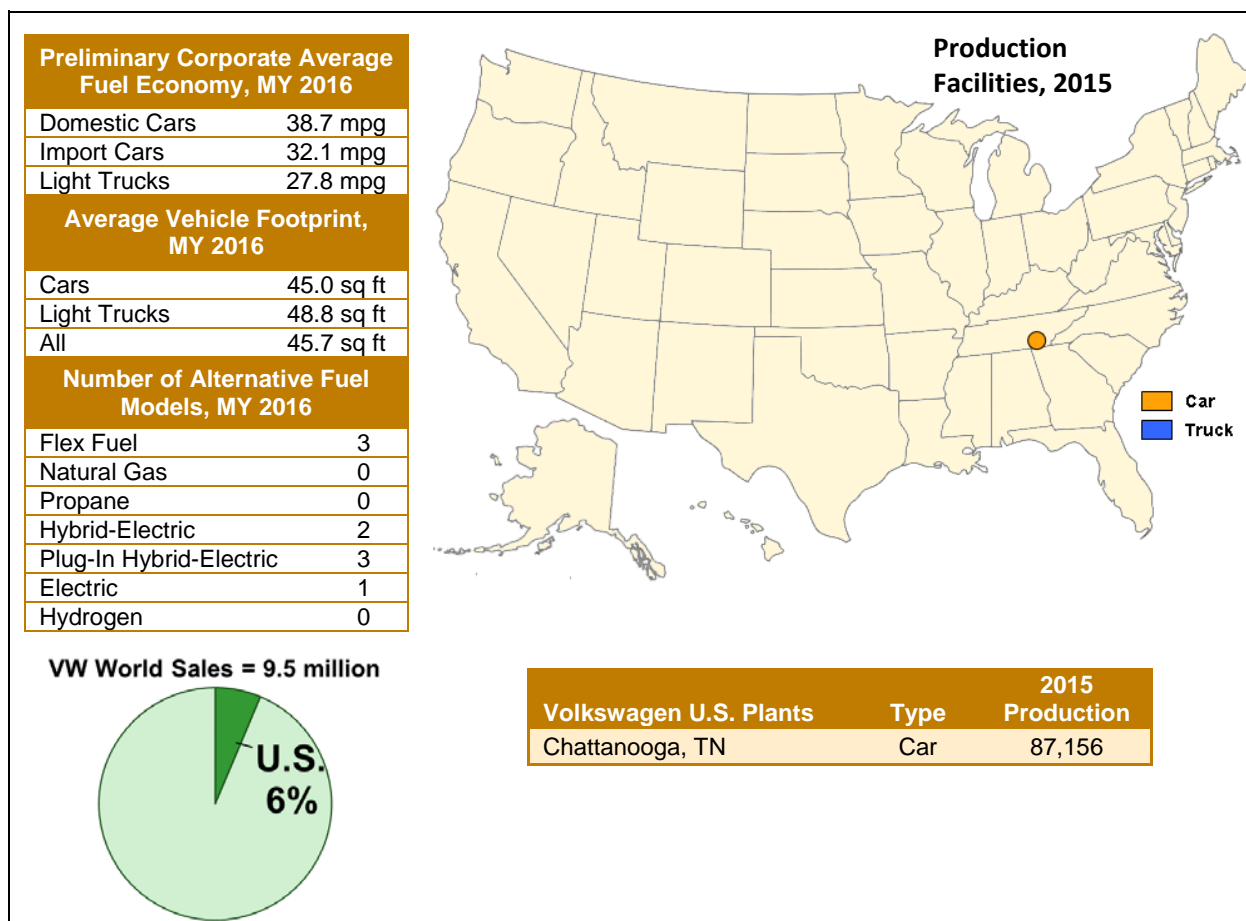 Preliminary Corporate Average
Fuel Economy, MY 2016
Domestic Cars 38.7 mpg
Import Cars 32.1 mpg
Light Trucks 27.8 mpg
Average Vehicle Footprint,
MY 2016
Cars 45.0 sq ft
Light Trucks 48.8 sq ft
All 45.7 sq ft
Number of Alternative Fuel
Models, MY 2016
Flex Fuel 3
Natural Gas 0
Propane 0
Hybrid-Electric 2
Plug-In Hybrid-Electric 3
Electric 1
Hydrogen 0
Production
Facilities, 2015
Car
Truck
VW World Sales = 9.5 million
U.S.
6%
2015
Volkswagen U.S. Plants Type Production
Chattanooga, TN Car 87,156